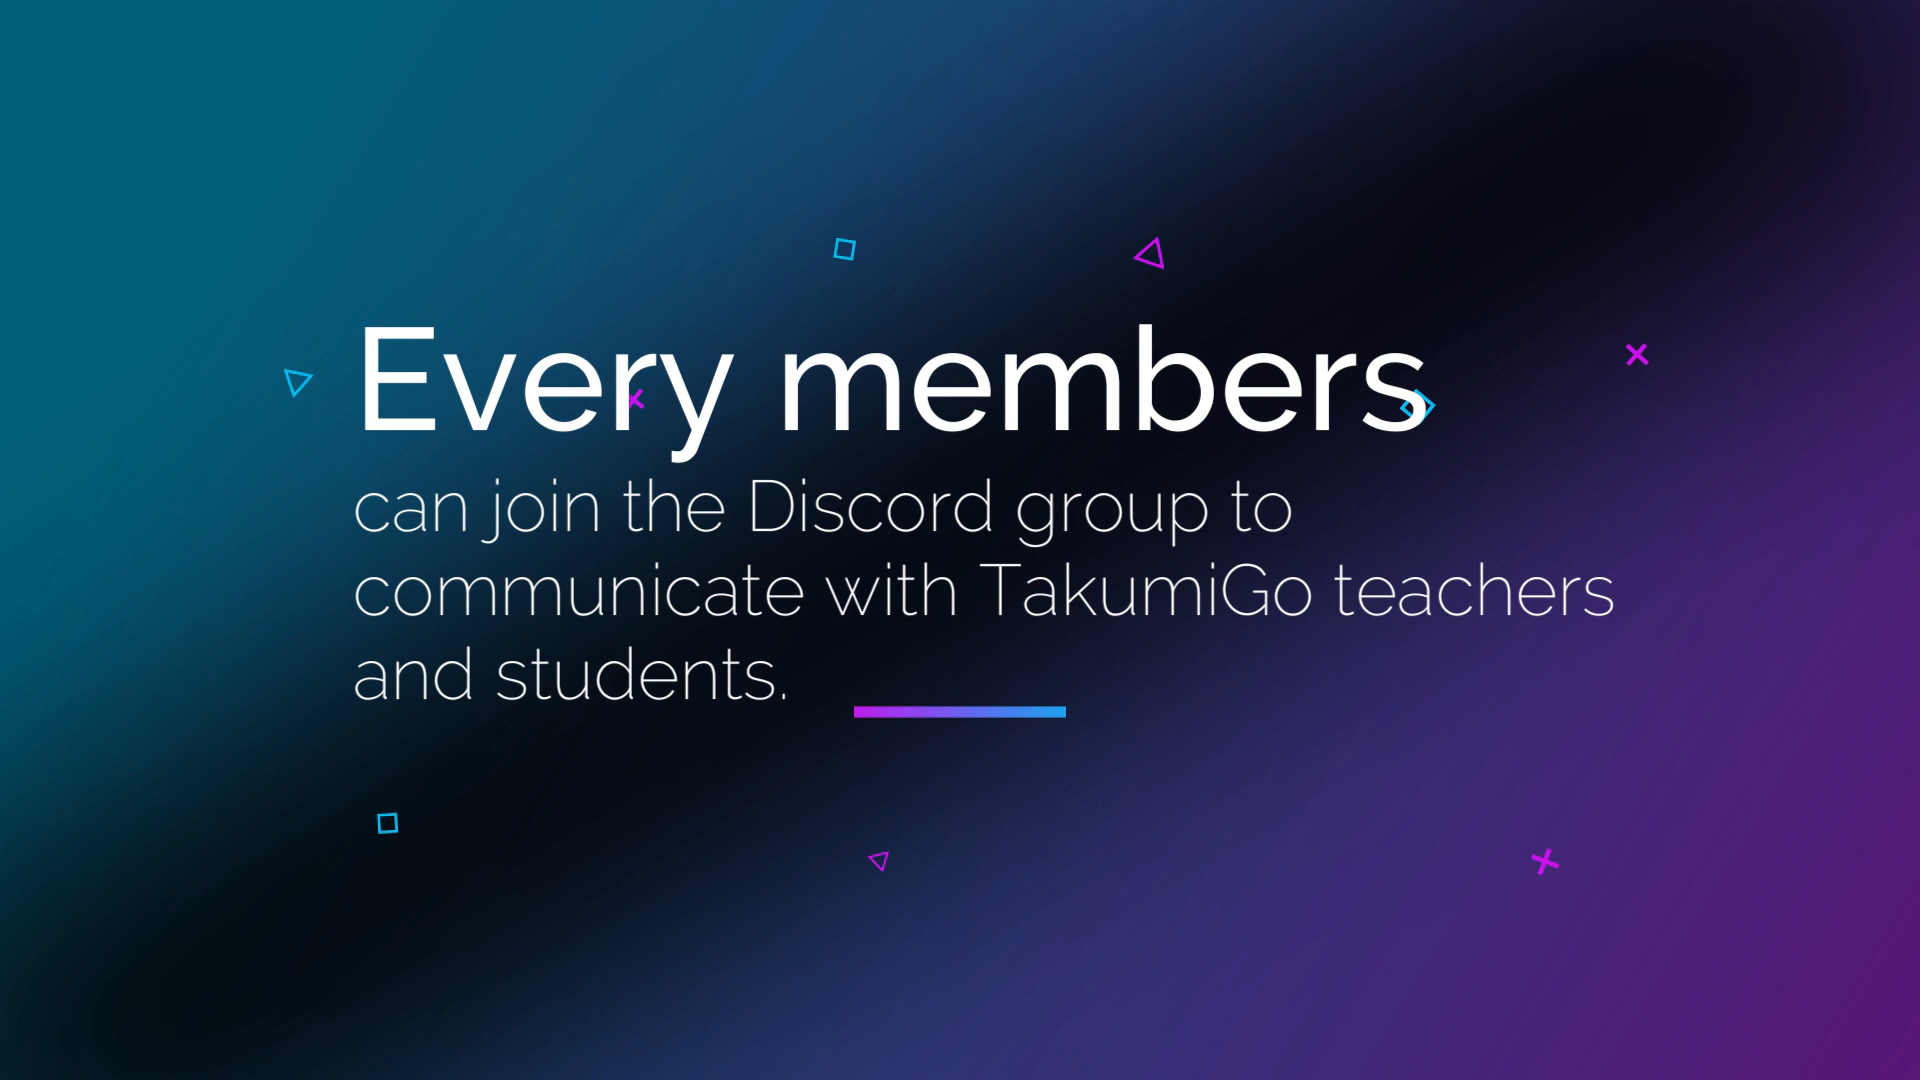 Every members
can join the Discord group to
communicate with TakumiGo teachers
and students.